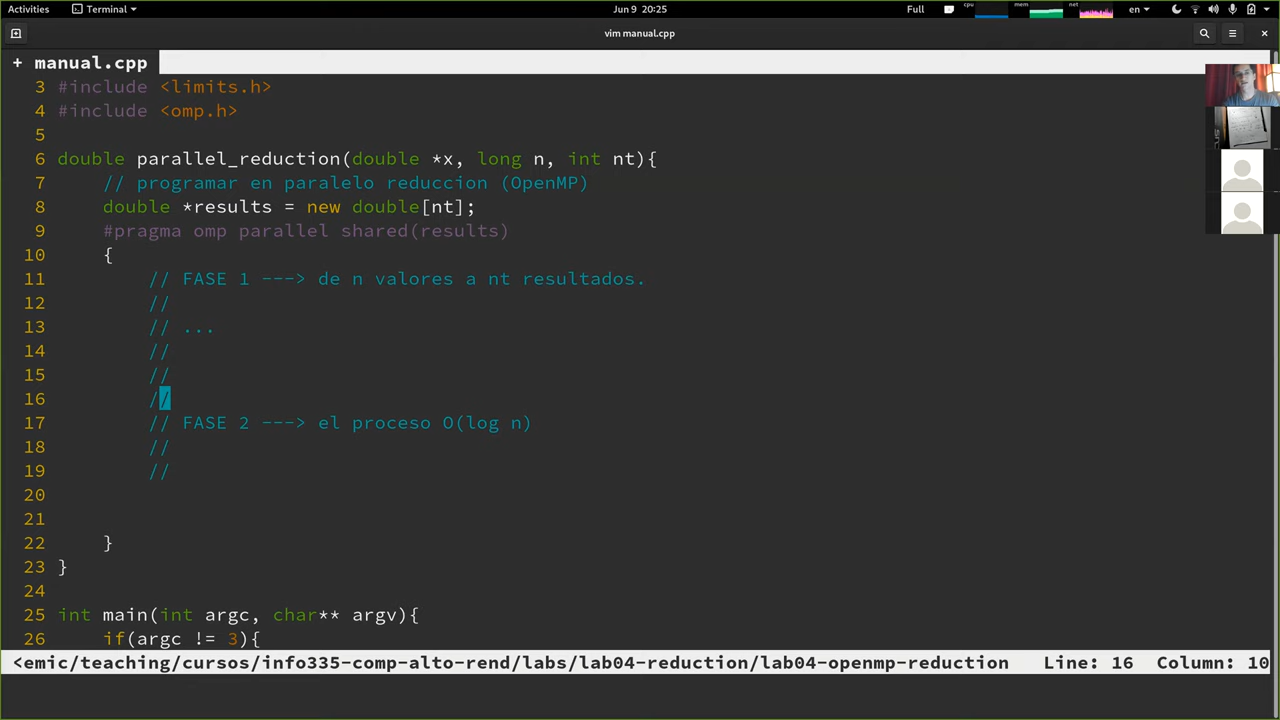 Activities Terminal Jun 9 20:25 Full cpu mem net en
vim manual.cpp
+ manual.cpp
3 #include <limits.h>
4 #include <omp.h>
5
6 double parallel_reduction(double *x, long n, int nt){
7 // programar en paralelo reduccion (OpenMP)
8 double *results = new double[nt];
9 #pragma omp parallel shared(results)
10 {
11 // FASE 1 ---> de n valores a nt resultados.
12 //
13 // ...
14 //
15 //
16 //
17 // FASE 2 ---> el proceso O(log n)
18 //
19 //
20
21
22 }
23 }
24
25 int main(int argc, char** argv){
26 if(argc != 3){
<emic/teaching/cursos/info335-comp-alto-rend/labs/lab04-reduction/lab04-openmp-reduction Line: 16 Column: 10